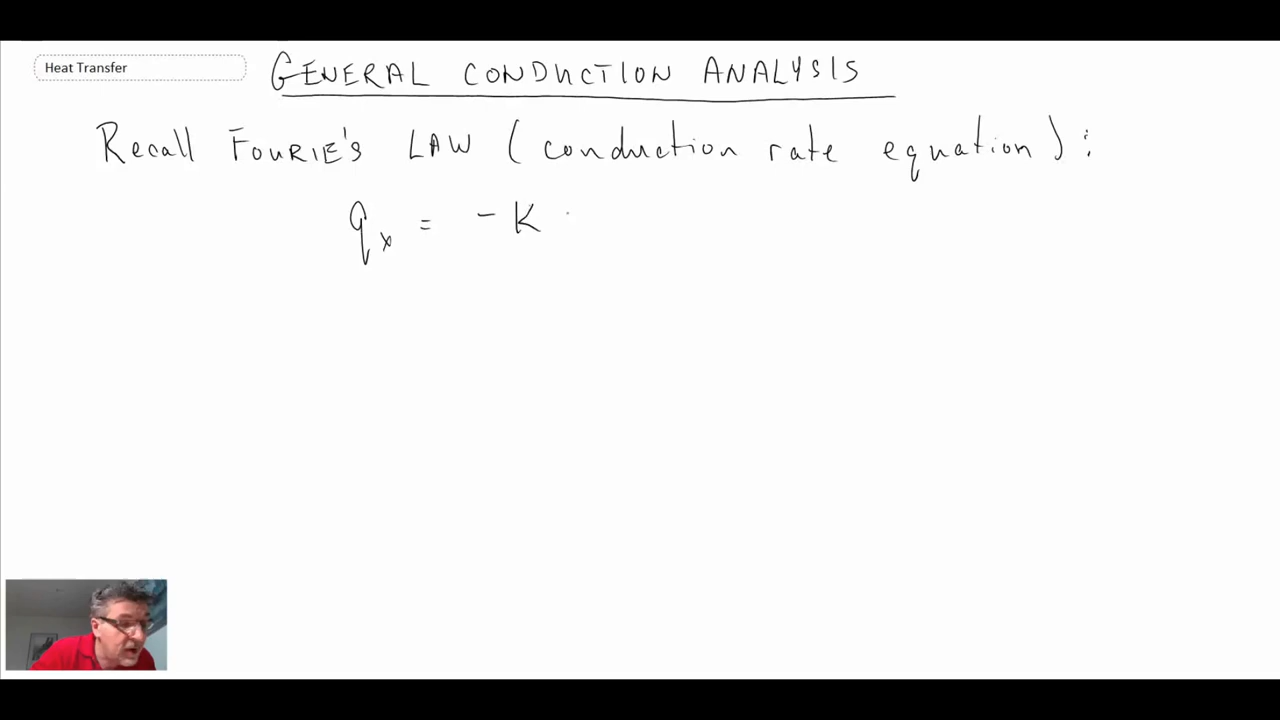 Heat Transfer
GENERAL CONDUCTION ANALYSIS
Recall FOURIE'S LAW (conduction rate equation):
qx = -K